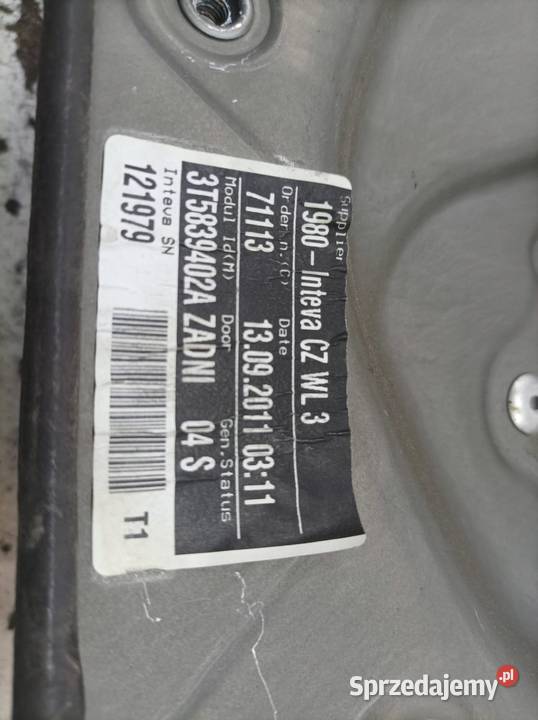 Supplier
1980 - Inteva CZ WL 3
Order n.(C) Date
71113 13.09.2011 03:11
Modul Id(M) Door Gen.Status
3T5839402A ZADNI 04 S
Inteva SN
121979 T1
Sprzedajemy.pl